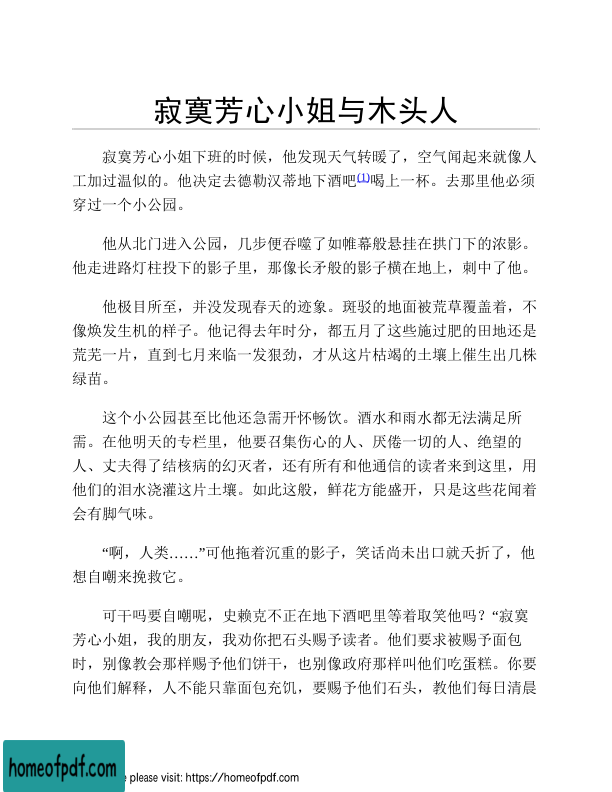 寂寞芳心小姐与木头人
寂寞芳心小姐下班的时候，他发现天气转暖了，空气闻起来就像人
工加过温似的。他决定去德勒汉蒂地下酒吧(1)喝上一杯。去那里他必须
穿过一个小公园。
他从北门进入公园，几步便吞噬了如帷幕般悬挂在拱门下的浓影。
他走进路灯柱投下的影子里，那像长矛般的影子横在地上，刺中了他。
他极目所至，并没发现春天的迹象。斑驳的地面被荒草覆盖着，不
像焕发生机的样子。他记得去年时分，都五月了这些施过肥的田地还是
荒芜一片，直到七月来临一发狠劲，才从这片枯竭的土壤上催生出几株
绿苗。
这个小公园甚至比他还急需开怀畅饮。酒水和雨水都无法满足所
需。在他明天的专栏里，他要召集伤心的人、厌倦一切的人、绝望的
人、丈夫得了结核病的幻灭者，还有所有和他通信的读者来到这里，用
他们的泪水浇灌这片土壤。如此这般，鲜花方能盛开，只是这些花闻着
会有脚气味。
“啊，人类……”可他拖着沉重的影子，笑话尚未出口就夭折了，他
想自嘲来挽救它。
可干吗要自嘲呢，史赖克不正在地下酒吧里等着取笑他吗？“寂寞
芳心小姐，我的朋友，我劝你把石头赐予读者。他们要求被赐予面包
时，别像教会那样赐予他们饼干，也别像政府那样叫他们吃蛋糕。你要
向他们解释，人不能只靠面包充饥，要赐予他们石头，教他们每日清晨
homeofpdf.com
e please visit: https://homeofpdf.com